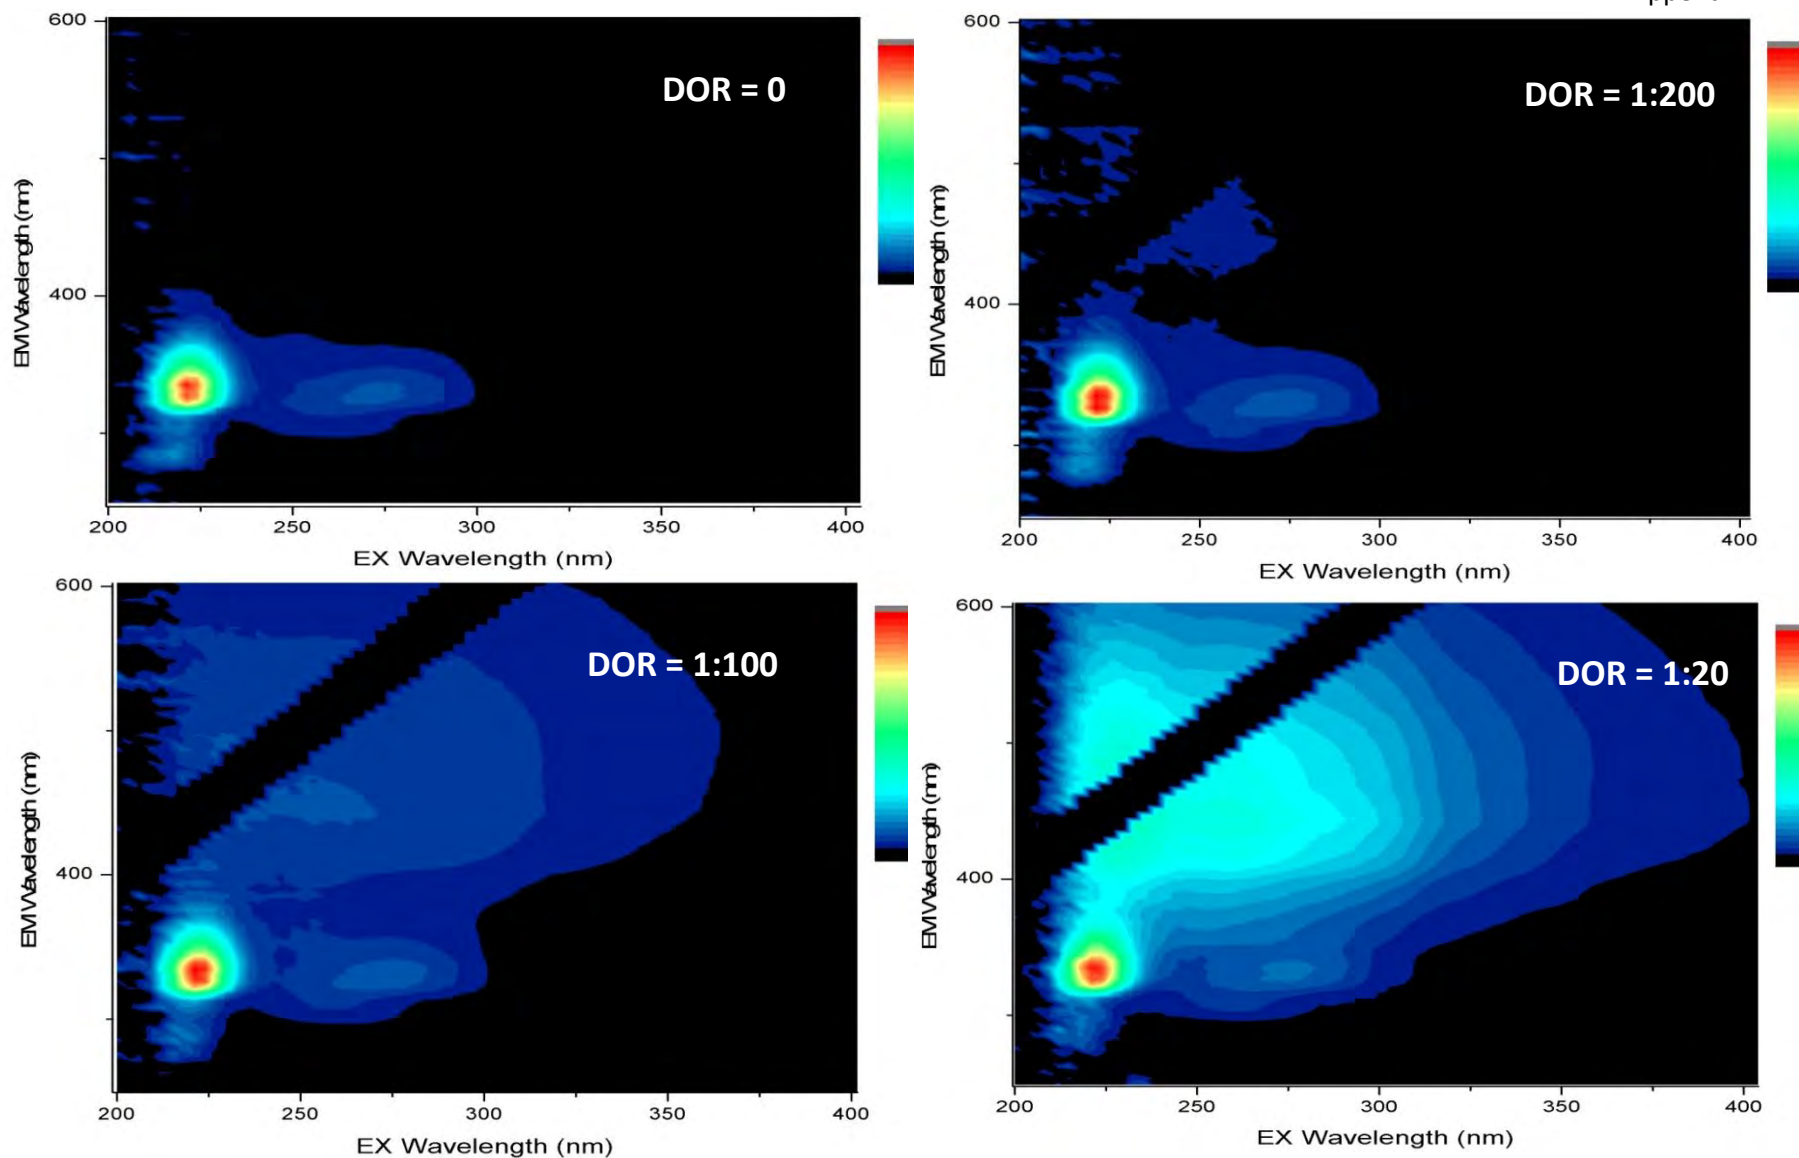 600
DOR = 0
400
EM Wavelength (nm)
200 250 300 350 400
EX Wavelength (nm)
600
DOR = 1:200
400
EM Wavelength (nm)
200 250 300 350 400
EX Wavelength (nm)
600
DOR = 1:100
400
EM Wavelength (nm)
200 250 300 350 400
EX Wavelength (nm)
600
DOR = 1:20
400
EM Wavelength (nm)
200 250 300 350 400
EX Wavelength (nm)